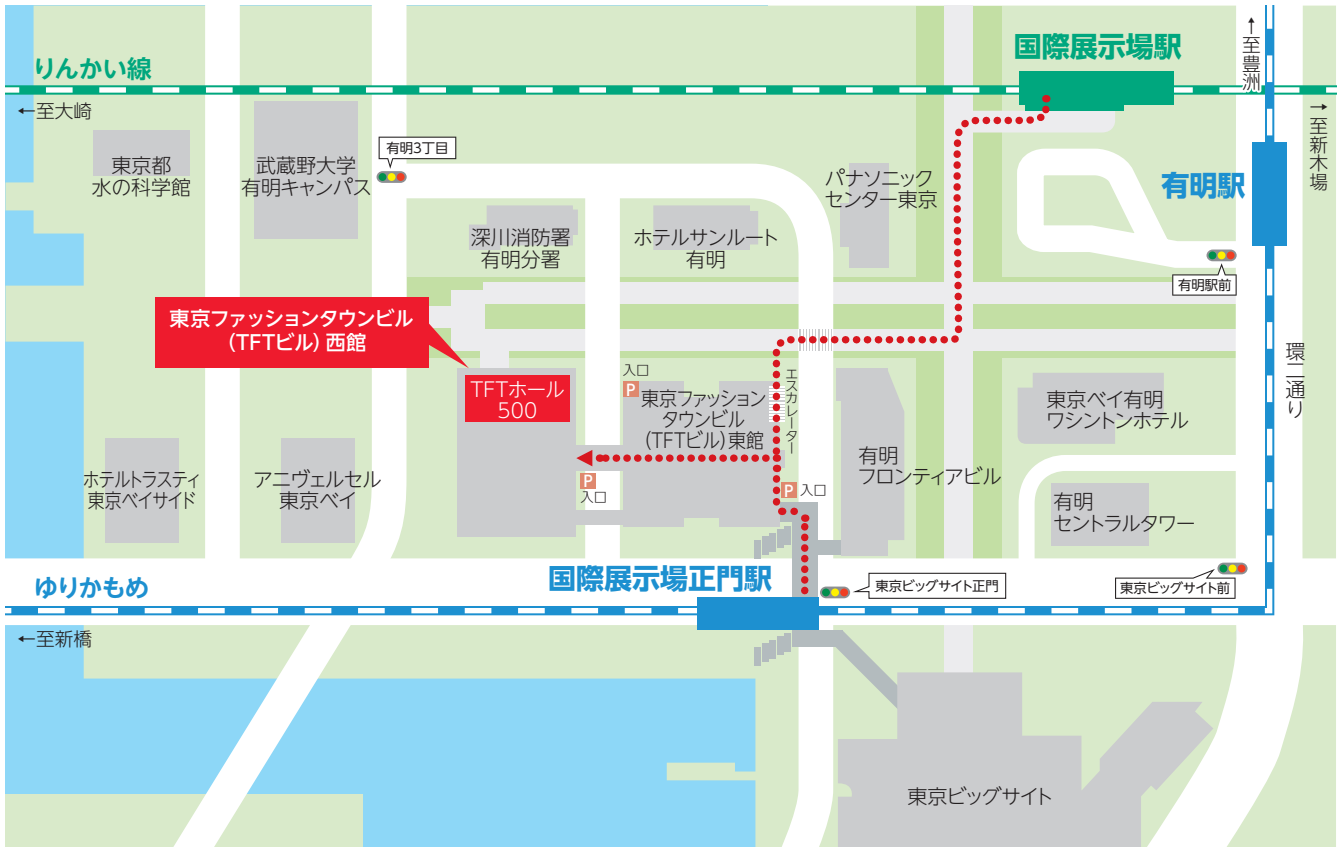 国際展示場駅
↑至豊洲
りんかい線
←至大崎
→至新木場
有明3丁目
東京都
水の科学館
武蔵野大学
有明キャンパス
パナソニック
センター東京
有明駅
深川消防署
有明分署
ホテルサンルート
有明
有明駅前
東京ファッションタウンビル
(TFTビル) 西館
環二通り
入口
P
エスカレーター
TFTホール
500
東京ファッション
タウンビル
(TFTビル)東館
東京ベイ有明
ワシントンホテル
有明
フロンティアビル
ホテルトラスティ
東京ベイサイド
アニヴェルセル
東京ベイ
P
入口
P 入口
有明
セントラルタワー
ゆりかもめ
国際展示場正門駅
東京ビッグサイト正門
東京ビッグサイト前
←至新橋
東京ビッグサイト